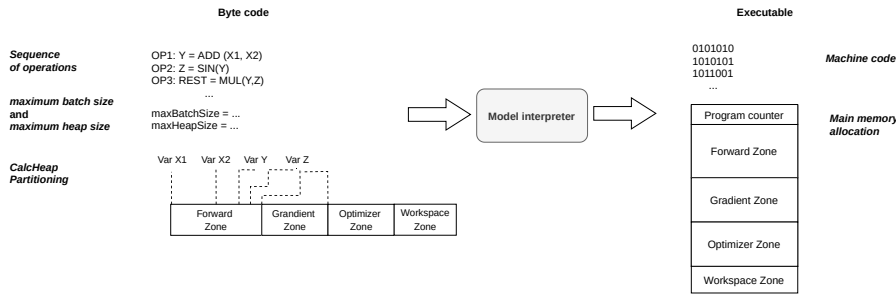 Byte code
Executable
Sequence
of operations
OP1: Y = ADD (X1, X2)
OP2: Z = SIN(Y)
OP3: REST = MUL(Y,Z)
...
maximum batch size
and
maximum heap size
maxBatchSize = ...
maxHeapSize = ...
CalcHeap
Partitioning
Var X1
Var X2
Var Y
Var Z
Forward
Zone
Grandient
Zone
Optimizer
Zone
Workspace
Zone
Model interpreter
0101010
1010101
1011001
...
Machine code
Program counter
Forward Zone
Gradient Zone
Optimizer Zone
Workspace Zone
Main memory
allocation